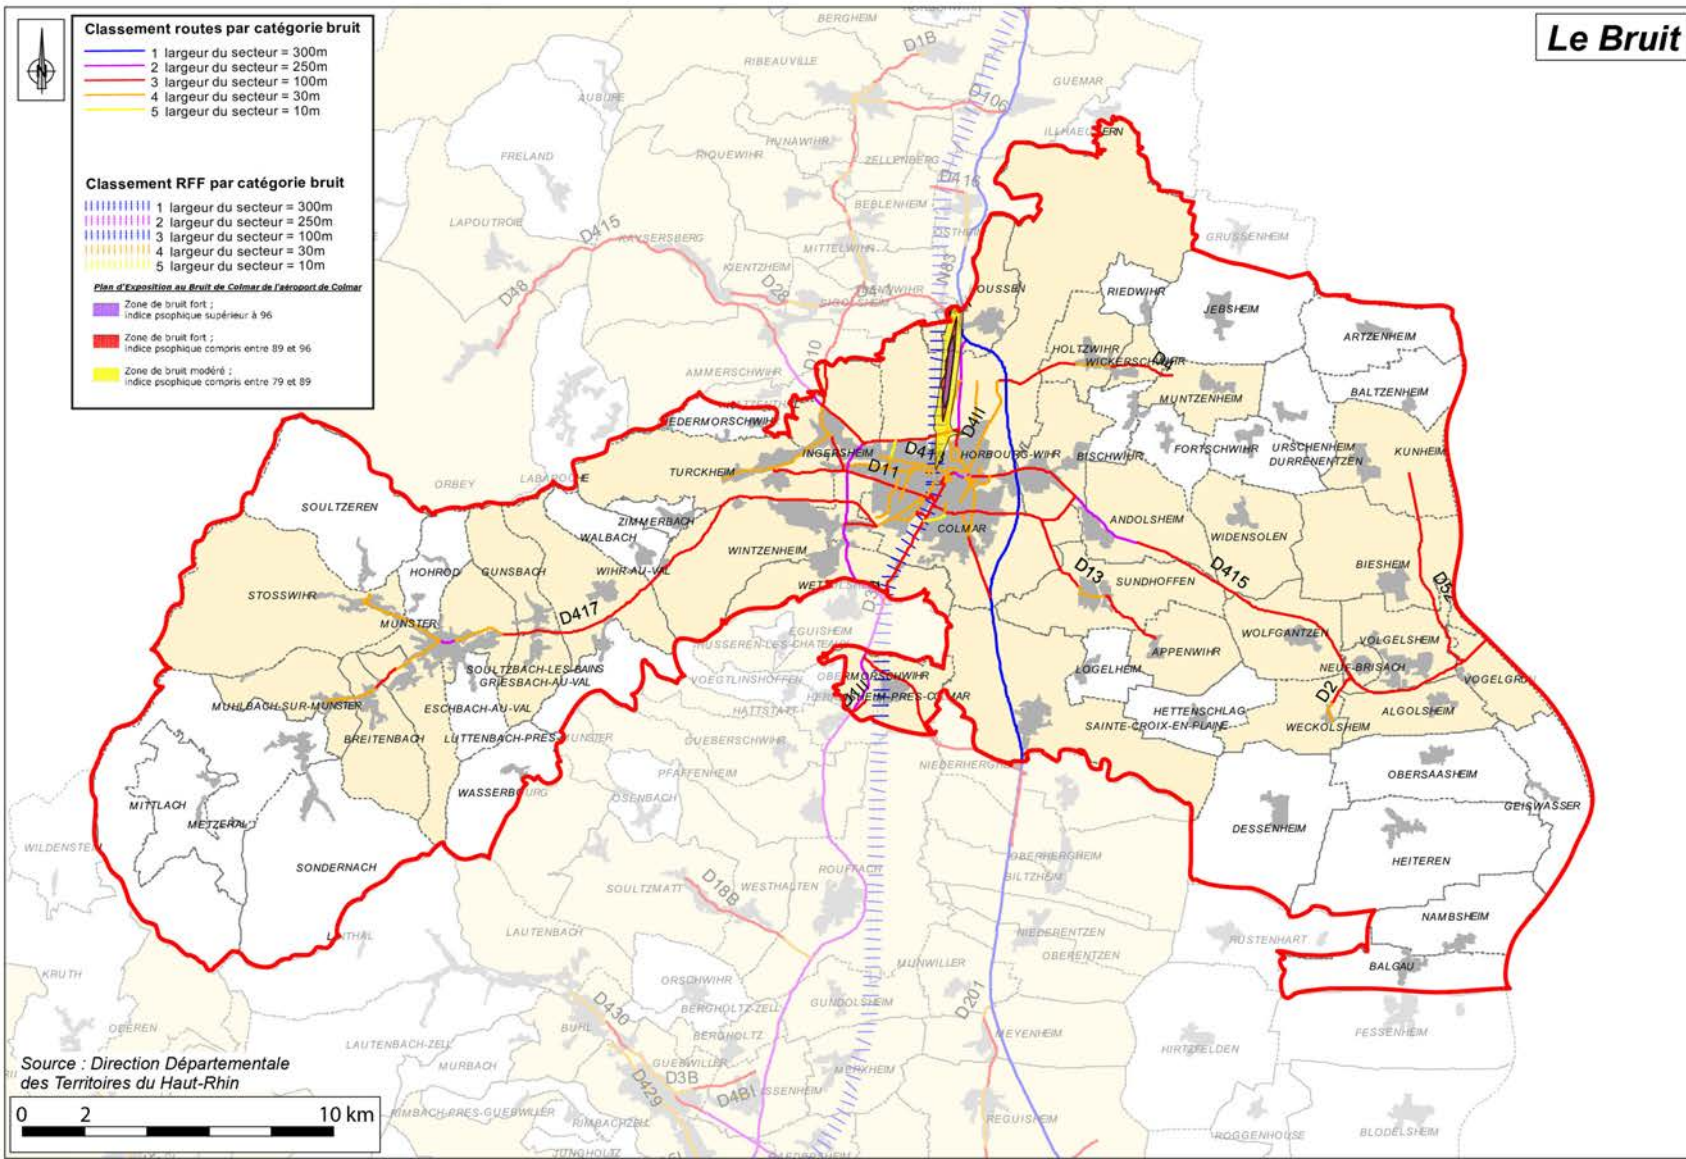 Le Bruit
Classement routes par catégorie bruit
1 largeur du secteur = 300m
2 largeur du secteur = 250m
3 largeur du secteur = 100m
4 largeur du secteur = 30m
5 largeur du secteur = 10m
Classement RFF par catégorie bruit
1 largeur du secteur = 300m
2 largeur du secteur = 250m
3 largeur du secteur = 100m
4 largeur du secteur = 30m
5 largeur du secteur = 10m
Plan d'Exposition au Bruit de Colmar de l'aéroport de Colmar
Zone de bruit fort ;
indice psophique supérieur à 96
Zone de bruit fort ;
indice psophique compris entre 89 et 96
Zone de bruit modéré ;
indice psophique compris entre 79 et 89
N
BERGHEIM
D1B
RIBEAUVILLE
GUEMAR
AUBURE
D106
HUNAWIHR
RIQUEWIHR
ZELLENBERG
FRELAND
D416
BEBLENHEIM
LAPOUTROIE
D415
KAYSERSBERG
MITTELWIHR
KIENTZHEIM
N83
GRUSSENHEIM
D48
D28
RIEDWIHR
JEBSHEIM
ARTZENHEIM
D10
HOLTZWIHR
D4
AMMERSCHWIHR
BALTZENHEIM
MUNTZENHEIM
D4II
INGERSHEIM
HORBOURG-WIHR
BISCHWIHR
FORTSCHWIHR
URSCHENHEIM
DURRENENTZEN
KUNHEIM
TURCKHEIM
D11
ORBEY
SOULTZEREN
ZIMMERBACH
WALBACH
COLMAR
ANDOLSHEIM
WIDENSOLEN
WINTZENHEIM
HOHROD
GUNSBACH
WIHR-AU-VAL
BIESHEIM
D13
SUNDHOFFEN
D415
D52
STOSSWIHR
D417
MUNSTER
EGUISHEIM
WOLFGANTZEN
VOLGELSHEIM
APPENWIHR
LOGELHEIM
NEUF-BRISACH
SOULTZBACH-LES-BAINS
GRIESBACH-AU-VAL
VOEGTLINSHOFFEN
OBERMORSCHWIHR
D2
MUHLBACH-SUR-MUNSTER
ESCHBACH-AU-VAL
HATTSTATT
HETTENSCHLAG
ALGOLSHEIM
SAINTE-CROIX-EN-PLAINE
WECKOLSHEIM
BREITENBACH
LUTTENBACH-PRES-MUNSTER
GUEBERSCHWIHR
PFAFFENHEIM
OBERSAASHEIM
WASSERBOURG
OSENBACH
GEISWASSER
MITTLACH
METZERAL
DESSENHEIM
WILDENSTEIN
SONDERNACH
ROUFFACH
OBERHERGHEIM
BILTZHEIM
HEITEREN
SOULTZMATT
D18B
WESTHALTEN
NAMBSHEIM
LAUTENBACH
NIEDERENTZEN
RUSTENHART
OBERENTZEN
KRUTH
MUNWILLER
BALGAU
ORSCHWIHR
BERGHOLTZ-ZELL
GUNDOLSHEIM
D201
D430
BUHL
BERGHOLTZ
MEYENHEIM
FESSENHEIM
OBEREN
LAUTENBACH-ZELL
HIRTZFELDEN
MURBACH
GUEBWILLER
MERXHEIM
D3B
D429
ISSENHEIM
RIMBACH-PRES-GUEBWILLER
RIMBACHZELL
REGUISHEIM
ROGGENHOUSE
BLODELSHEIM
JUNGHOLTZ
Source : Direction Départementale
des Territoires du Haut-Rhin
0 2 10 km